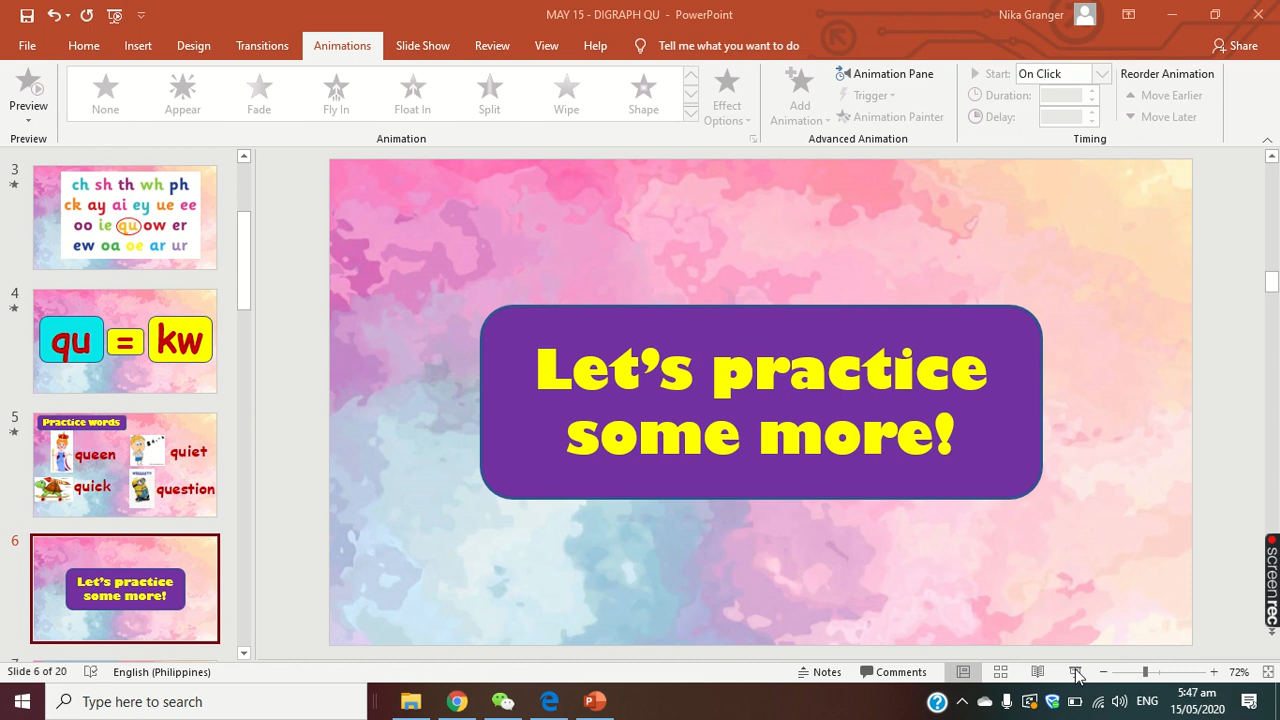 MAY 15 - DIGRAPH QU - PowerPoint
Nika Granger
File Home Insert Design Transitions Animations Slide Show Review View Help Tell me what you want to do Share
Preview
None Appear Fade Fly In Float In Split Wipe Shape
Effect Options
Add Animation
Animation Pane
Trigger
Animation Painter
Start: On Click
Duration:
Delay:
Reorder Animation
Move Earlier
Move Later
Preview Animation Advanced Animation Timing
3
ch sh th wh ph
ck ay ai ey ue ee
oo ie qu ow er
ew oa oe ar ur
4
qu = kw
5
Practice words
queen quiet
quick question
6
Let's practice
some more!
7
Let's practice
some more!
screenrec
Slide 6 of 20 English (Philippines) Notes Comments 72%
Type here to search
ENG
5:47 am
15/05/2020